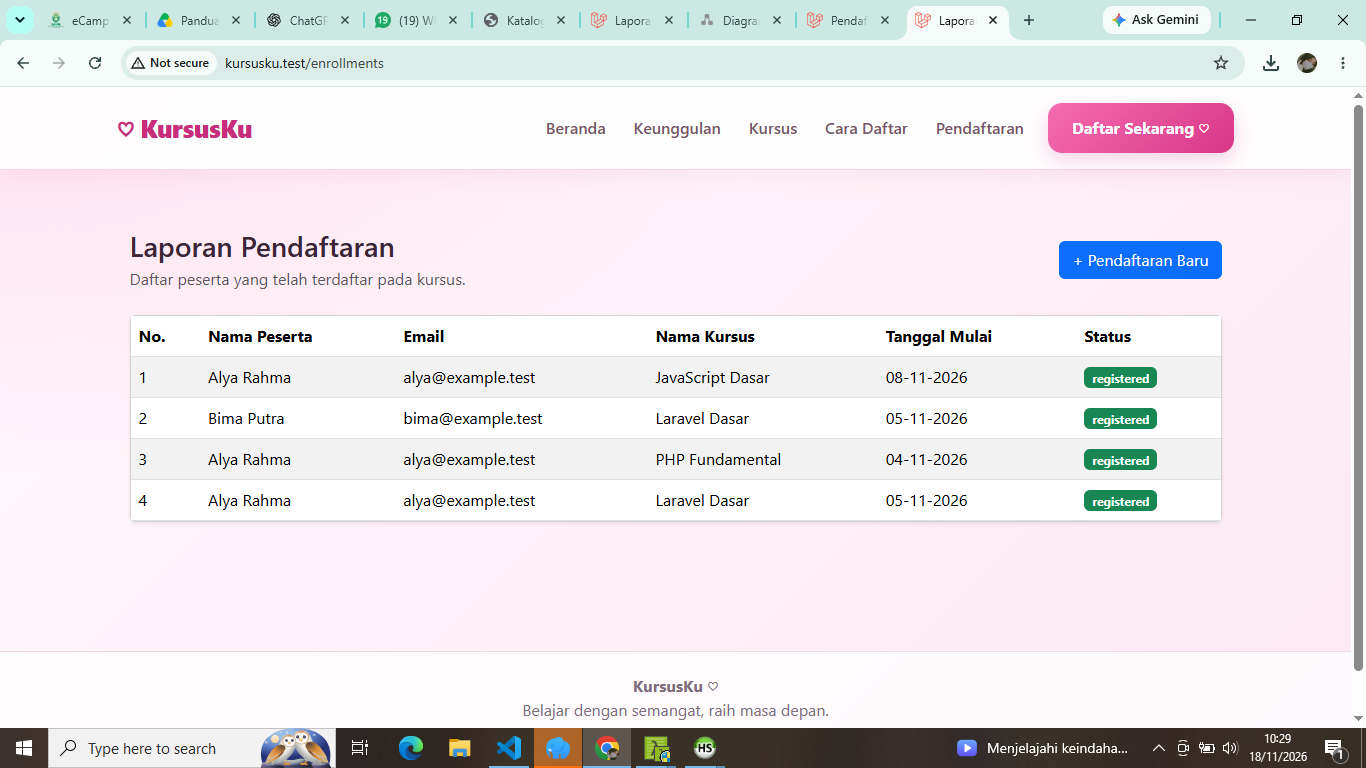 eCamp
Pandua
ChatGP
19
(19) W
Katalog
Lapora
Diagra
Pendaf
Lapora
Ask Gemini
Not secure
kursusku.test/enrollments
♡ KursusKu
Beranda
Keunggulan
Kursus
Cara Daftar
Pendaftaran
Daftar Sekarang ♡
Laporan Pendaftaran
Daftar peserta yang telah terdaftar pada kursus.
+ Pendaftaran Baru
No. Nama Peserta Email Nama Kursus Tanggal Mulai Status
1 Alya Rahma alya@example.test JavaScript Dasar 08-11-2026 registered
2 Bima Putra bima@example.test Laravel Dasar 05-11-2026 registered
3 Alya Rahma alya@example.test PHP Fundamental 04-11-2026 registered
4 Alya Rahma alya@example.test Laravel Dasar 05-11-2026 registered
KursusKu ♡
Belajar dengan semangat, raih masa depan.
Type here to search
HS
Menjelajahi keindaha...
10:29
18/11/2026
1